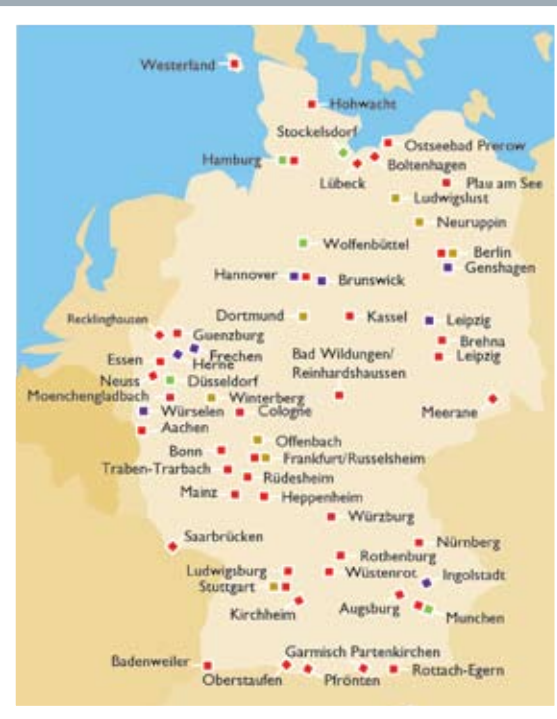 Westerland
Hohwacht
Stockelsdorf
Ostseebad Prerow
Hamburg
Boltenhagen
Lübeck
Plau am See
Ludwigslust
Neuruppin
Wolfenbüttel
Berlin
Genshagen
Hannover
Brunswick
Dortmund
Kassel
Leipzig
Recklinghausen
Guenzburg
Brehna
Frechen
Bad Wildungen/
Reinhardshausen
Leipzig
Essen
Herne
Neuss
Düsseldorf
Moenchengladbach
Winterberg
Würselen
Cologne
Meerane
Aachen
Offenbach
Bonn
Frankfurt/Russelsheim
Traben-Trarbach
Rüdesheim
Mainz
Heppenheim
Würzburg
Saarbrücken
Nürnberg
Rothenburg
Ludwigsburg
Wüstenrot
Ingolstadt
Stuttgart
Kirchheim
Augsburg
Munchen
Garmisch Partenkirchen
Badenweiler
Oberstaufen
Pfrönten
Rottach-Egern